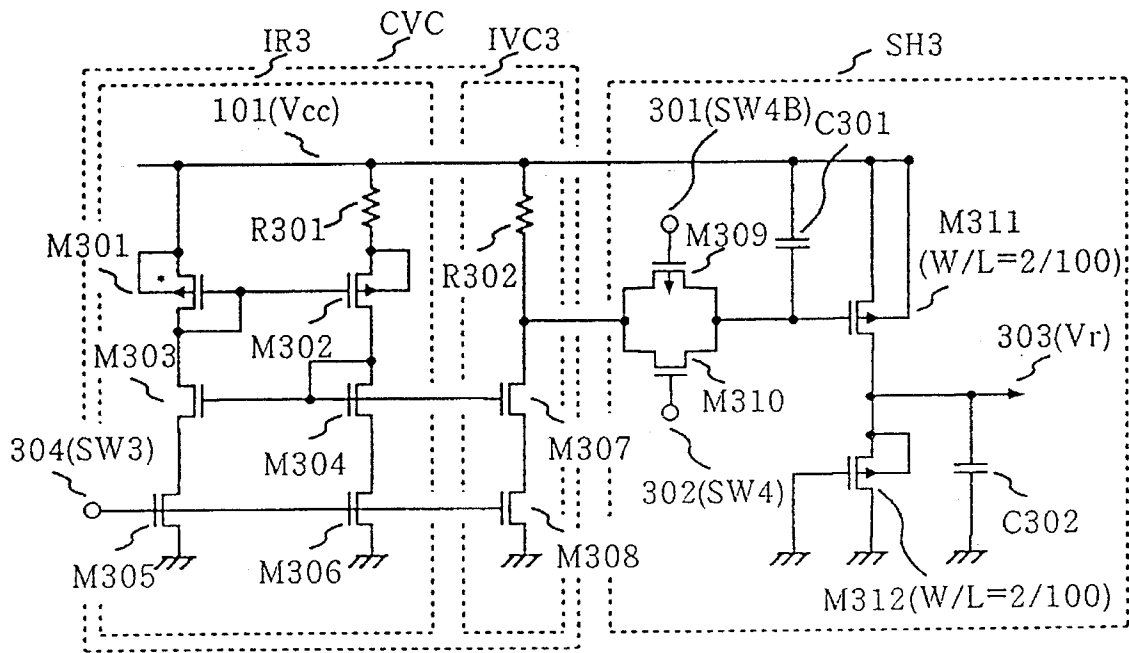 CVC
IR3
IVC3
SH3
101(Vcc)
301(SW4B)
C301
R301
M301
*
M309
M311
(W/L=2/100)
R302
M302
M303
303(Vr)
M310
304(SW3)
M304
M307
302(SW4)
C302
M305
M306
M308
M312(W/L=2/100)